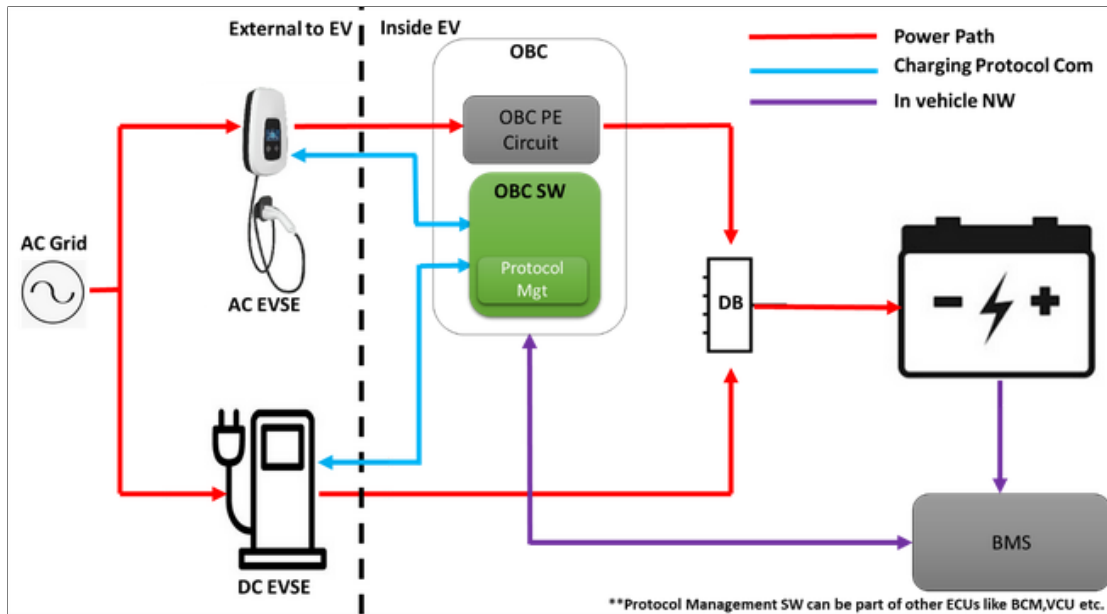 External to EV
Inside EV
OBC
Power Path
Charging Protocol Com
In vehicle NW
OBC PE
Circuit
OBC SW
Protocol
Mgt
AC Grid
AC EVSE
DB
DC EVSE
BMS
**Protocol Management SW can be part of other ECUs like BCM,VCU etc.